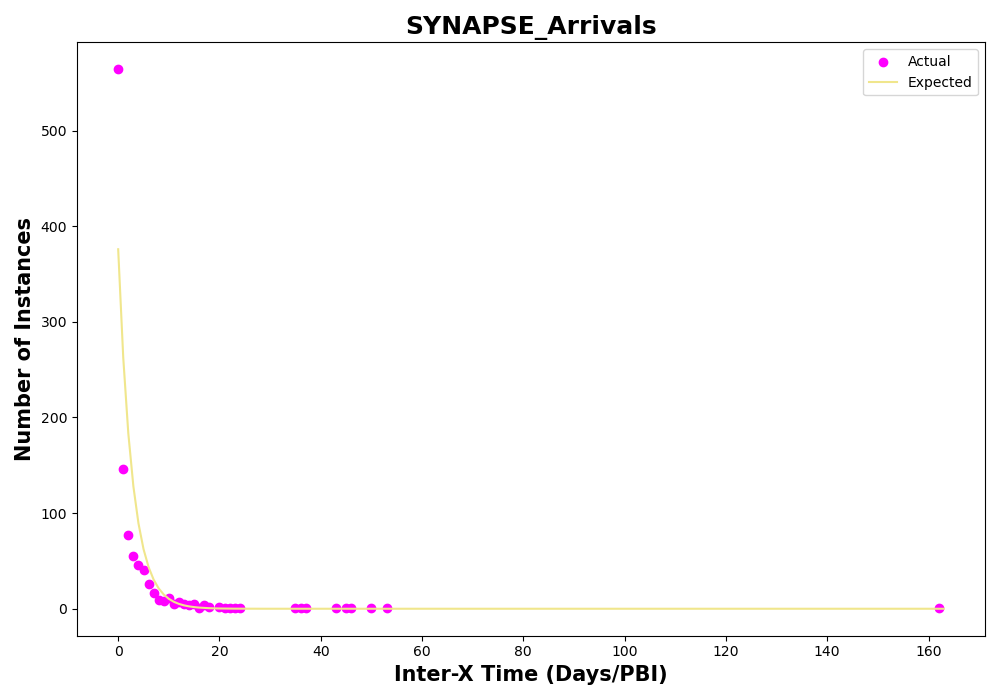 SYNAPSE_Arrivals
Actual
Expected
Number of Instances
500
400
300
200
100
0
0 20 40 60 80 100 120 140 160
Inter-X Time (Days/PBI)